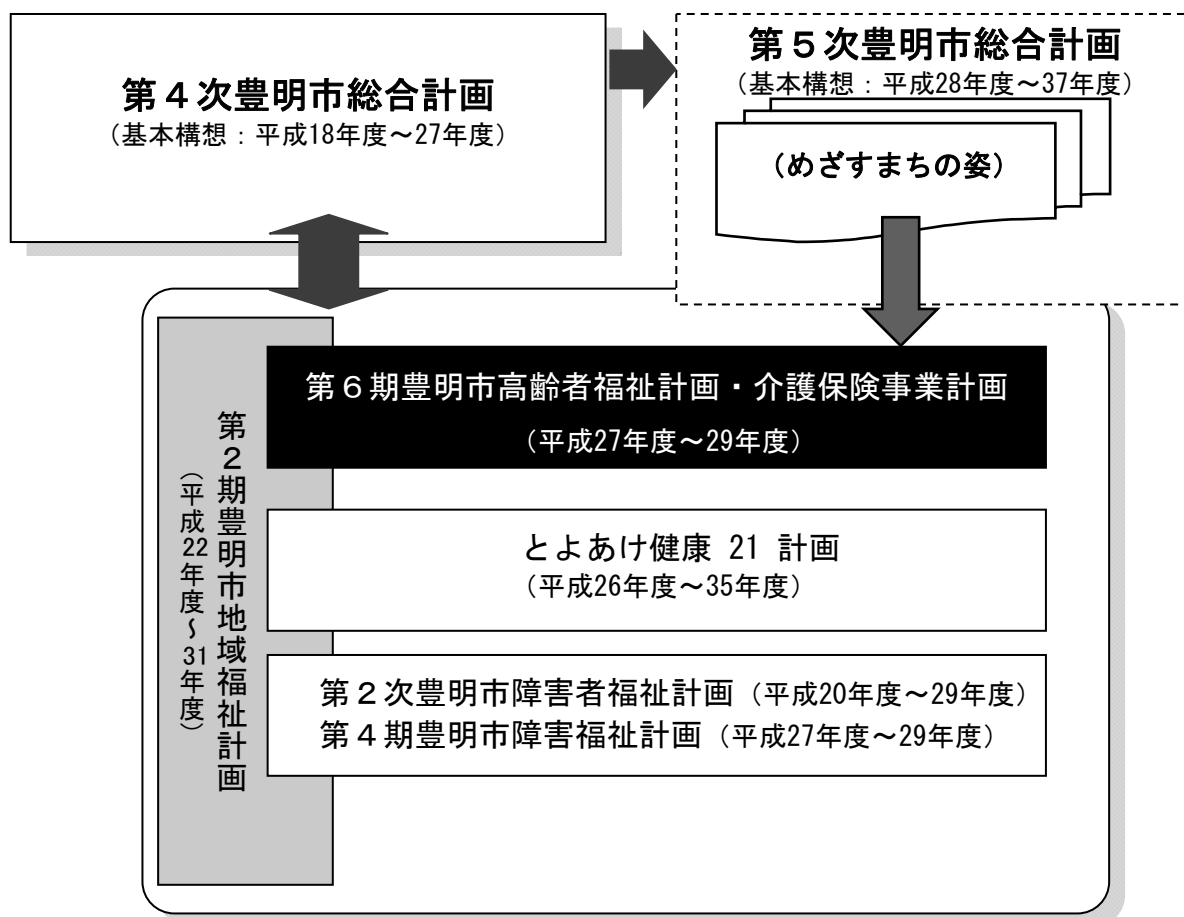 第４次豊明市総合計画
（基本構想：平成18年度～27年度）
第５次豊明市総合計画
（基本構想：平成28年度～37年度）
（めざすまちの姿）
第２期豊明市地域福祉計画
（平成22年度～31年度）
第６期豊明市高齢者福祉計画・介護保険事業計画
（平成27年度～29年度）
とよあけ健康 21 計画
（平成26年度～35年度）
第２次豊明市障害者福祉計画（平成20年度～29年度）
第４期豊明市障害福祉計画（平成27年度～29年度）